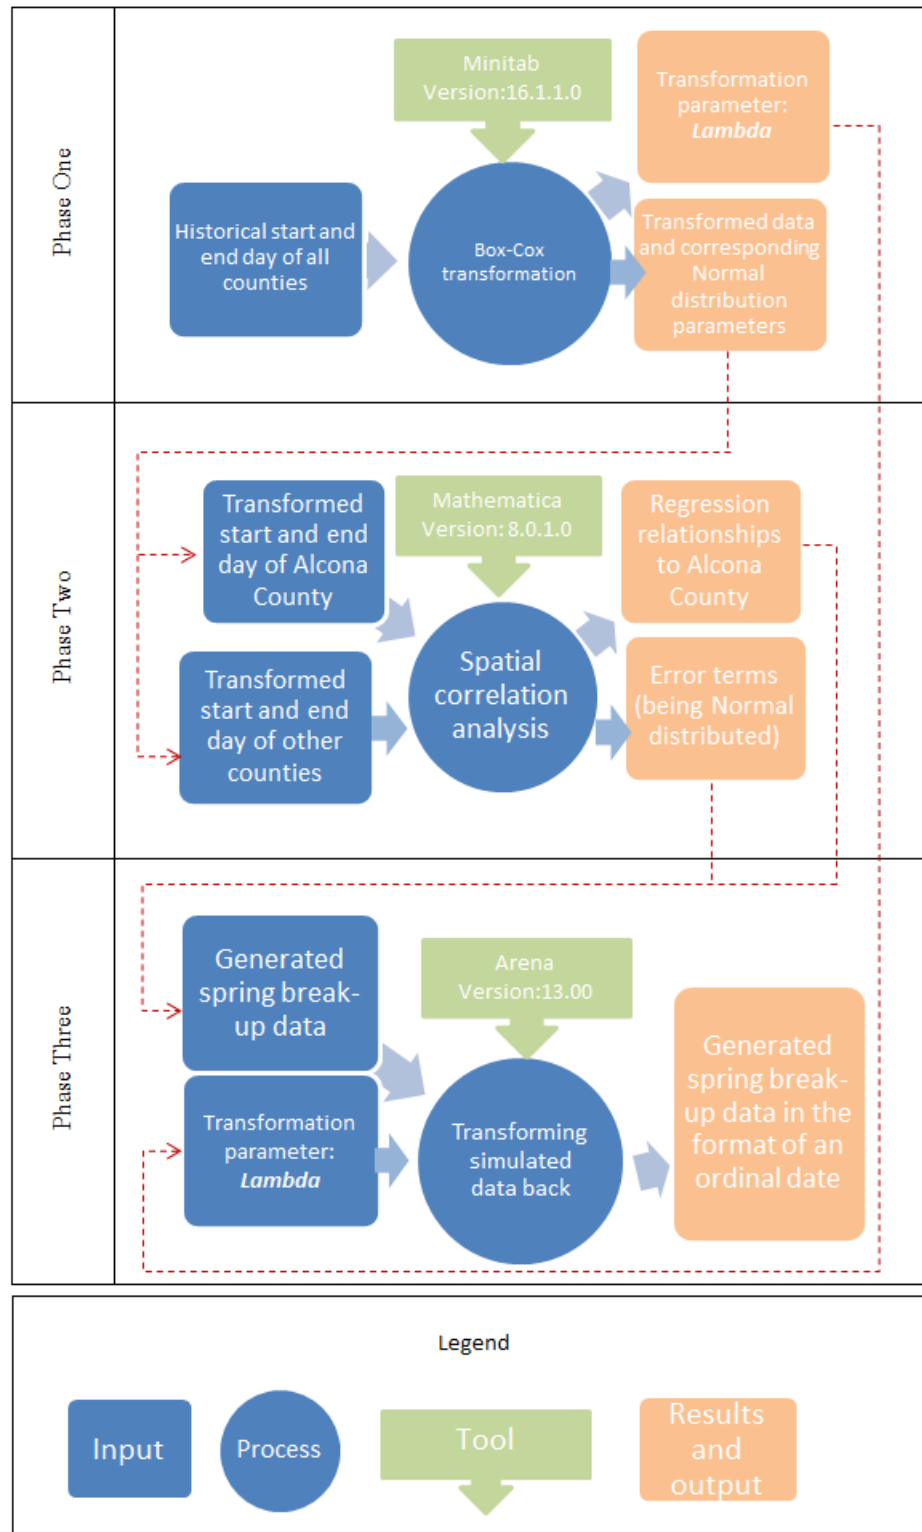 Phase One
Minitab
Version:16.1.1.0
Transformation
parameter:
Lambda
Historical start and
end day of all
counties
Box-Cox
transformation
Transformed data
and corresponding
Normal
distribution
parameters
Phase Two
Transformed
start and end
day of Alcona
County
Mathematica
Version: 8.0.1.0
Regression
relationships
to Alcona
County
Transformed
start and end
day of other
counties
Spatial
correlation
analysis
Error terms
(being Normal
distributed)
Phase Three
Generated
spring break-
up data
Arena
Version:13.00
Generated
spring break-
up data in the
format of an
ordinal date
Transformation
parameter:
Lambda
Transforming
simulated
data back
Legend
Input
Process
Tool
Results
and
output